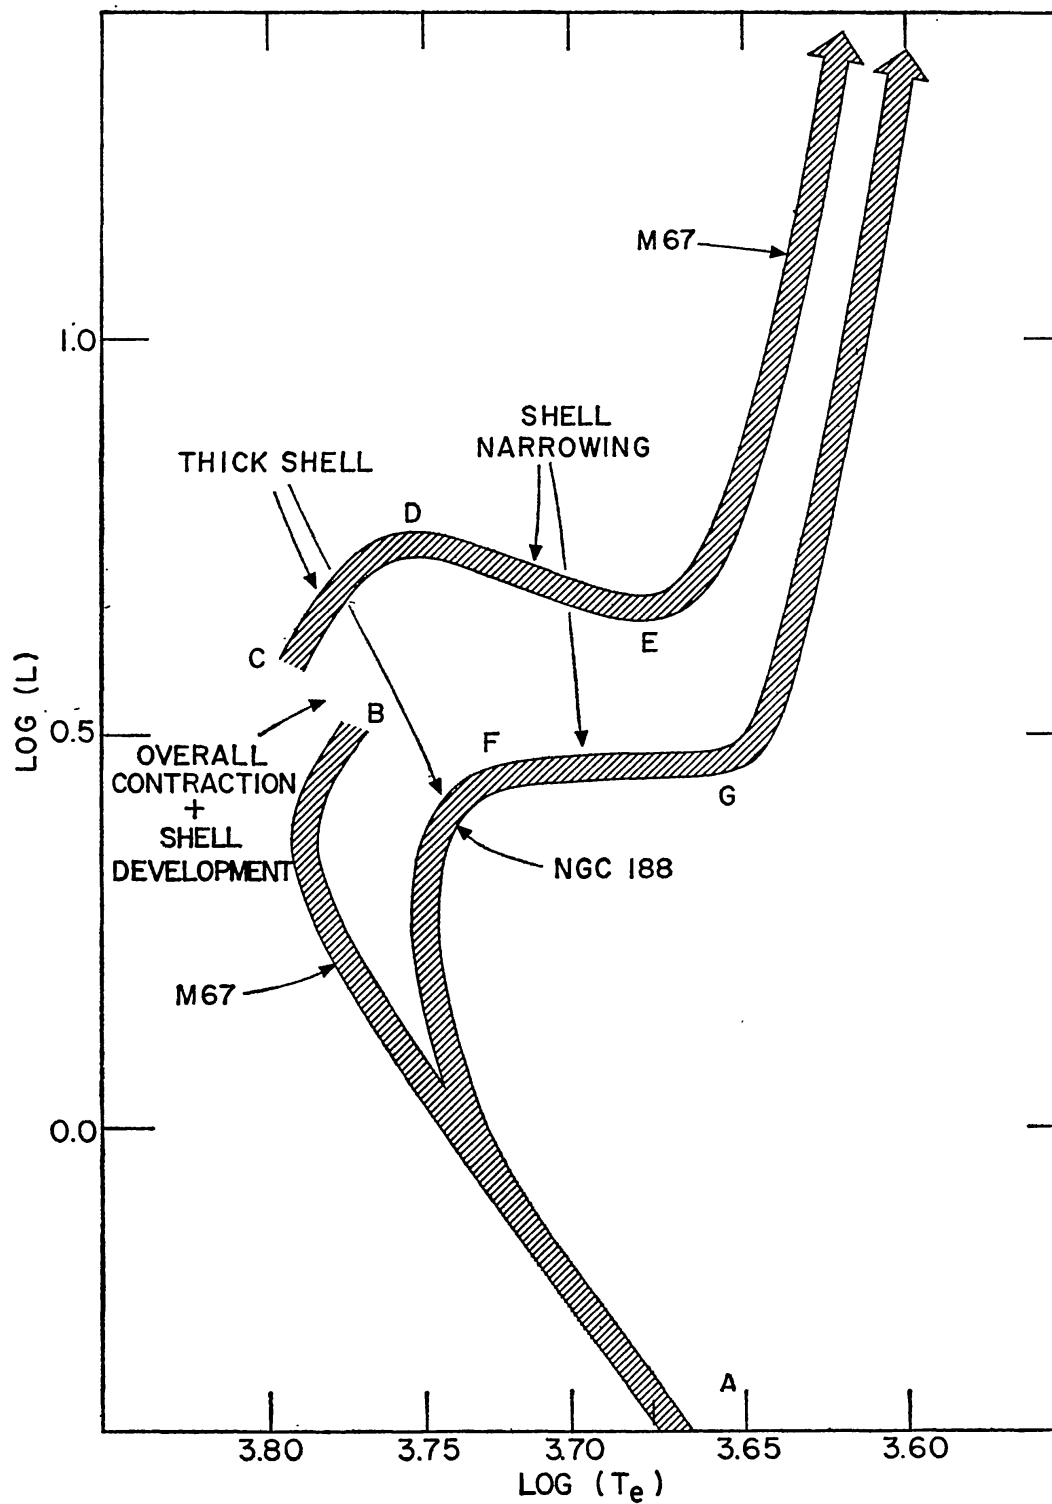 M67
1.0
SHELL
NARROWING
THICK SHELL
D
C
E
B
LOG (L)
0.5
F
OVERALL
CONTRACTION
+
SHELL
DEVELOPMENT
G
NGC 188
M67
0.0
A
3.80
3.75
3.70
3.65
3.60
LOG (Te)